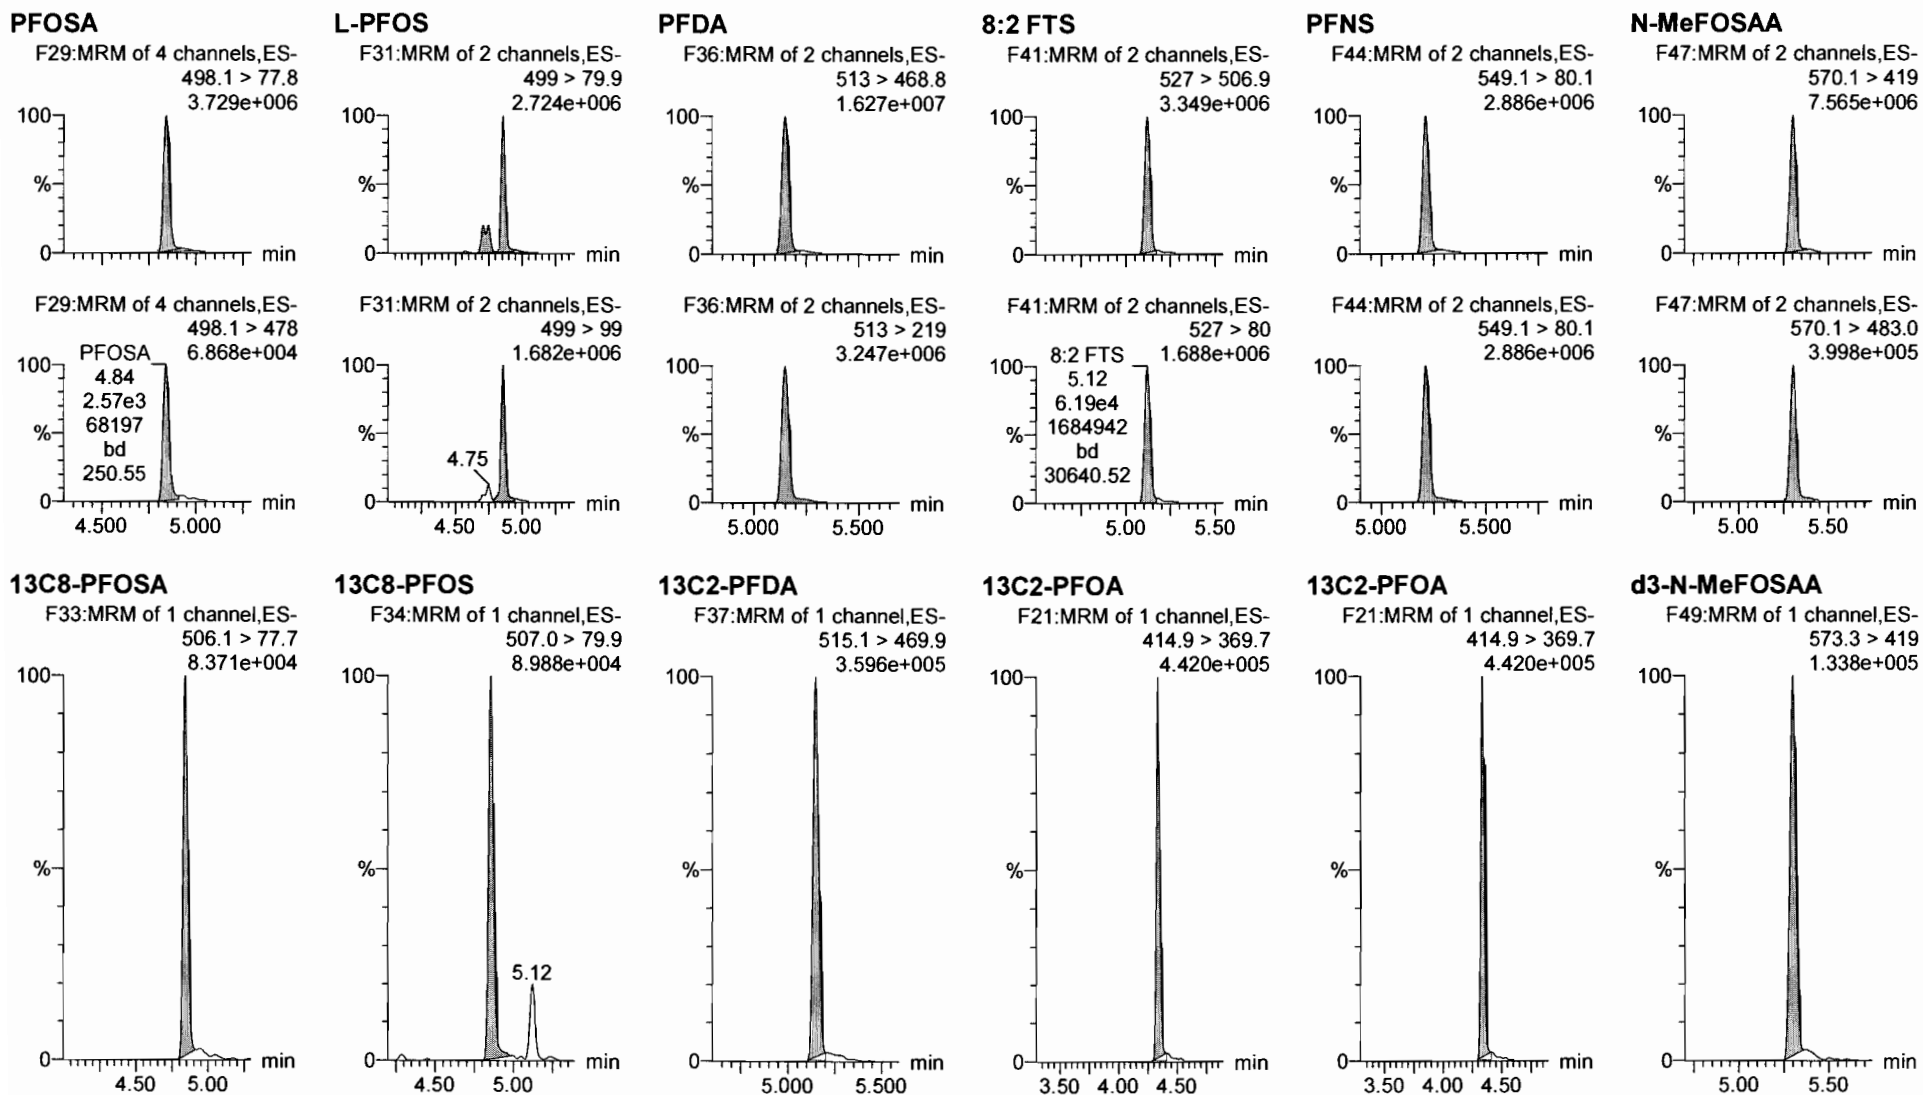 PFOSA
F29:MRM of 4 channels,ES-
498.1 > 77.8
3.729e+006
100
%
0
min
F29:MRM of 4 channels,ES-
498.1 > 478
6.868e+004
PFOSA
4.84
2.57e3
68197
bd
250.55
100
%
0
min
4.500 5.000
L-PFOS
F31:MRM of 2 channels,ES-
499 > 79.9
2.724e+006
100
%
0
min
F31:MRM of 2 channels,ES-
499 > 99
1.682e+006
100
%
4.75
0
min
4.50 5.00
PFDA
F36:MRM of 2 channels,ES-
513 > 468.8
1.627e+007
100
%
0
min
F36:MRM of 2 channels,ES-
513 > 219
3.247e+006
100
%
0
min
5.000 5.500
8:2 FTS
F41:MRM of 2 channels,ES-
527 > 506.9
3.349e+006
100
%
0
min
F41:MRM of 2 channels,ES-
527 > 80
1.688e+006
8:2 FTS
5.12
6.19e4
1684942
bd
30640.52
100
%
0
min
5.00 5.50
PFNS
F44:MRM of 2 channels,ES-
549.1 > 80.1
2.886e+006
100
%
0
min
F44:MRM of 2 channels,ES-
549.1 > 80.1
2.886e+006
100
%
0
min
5.000 5.500
N-MeFOSAA
F47:MRM of 2 channels,ES-
570.1 > 419
7.565e+006
100
%
0
min
F47:MRM of 2 channels,ES-
570.1 > 483.0
3.998e+005
100
%
0
min
5.00 5.50
13C8-PFOSA
F33:MRM of 1 channel,ES-
506.1 > 77.7
8.371e+004
100
%
0
min
4.50 5.00
13C8-PFOS
F34:MRM of 1 channel,ES-
507.0 > 79.9
8.988e+004
100
%
5.12
0
min
4.50 5.00
13C2-PFDA
F37:MRM of 1 channel,ES-
515.1 > 469.9
3.596e+005
100
%
0
min
5.000 5.500
13C2-PFOA
F21:MRM of 1 channel,ES-
414.9 > 369.7
4.420e+005
100
%
0
min
3.50 4.00 4.50
13C2-PFOA
F21:MRM of 1 channel,ES-
414.9 > 369.7
4.420e+005
100
%
0
min
3.50 4.00 4.50
d3-N-MeFOSAA
F49:MRM of 1 channel,ES-
573.3 > 419
1.338e+005
100
%
0
min
5.00 5.50